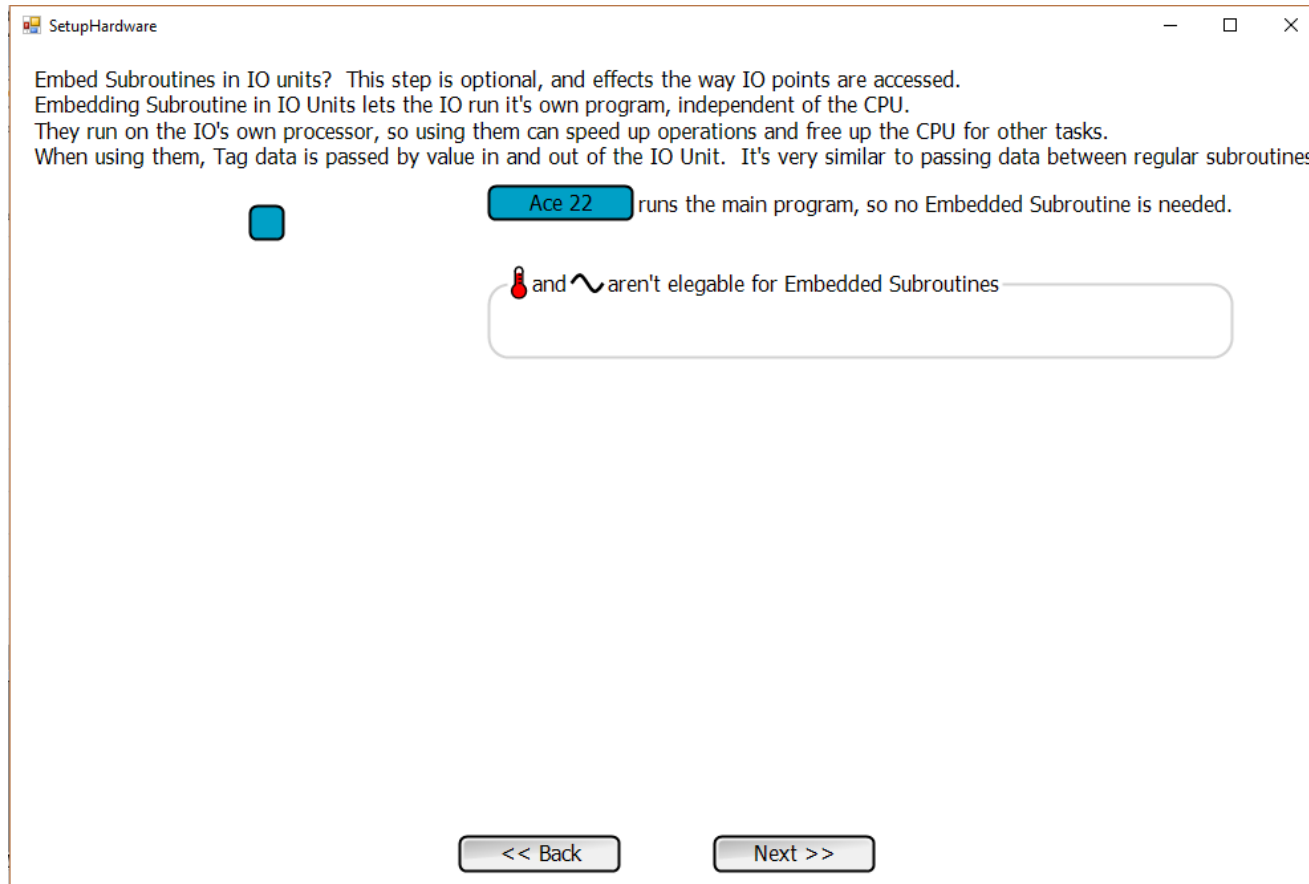 SetupHardware
Embed Subroutines in IO units?  This step is optional, and effects the way IO points are accessed.
Embedding Subroutine in IO Units lets the IO run it's own program, independent of the CPU.
They run on the IO's own processor, so using them can speed up operations and free up the CPU for other tasks.
When using them, Tag data is passed by value in and out of the IO Unit.  It's very similar to passing data between regular subroutines
Ace 22 runs the main program, so no Embedded Subroutine is needed.
and aren't elegable for Embedded Subroutines
<< Back
Next >>